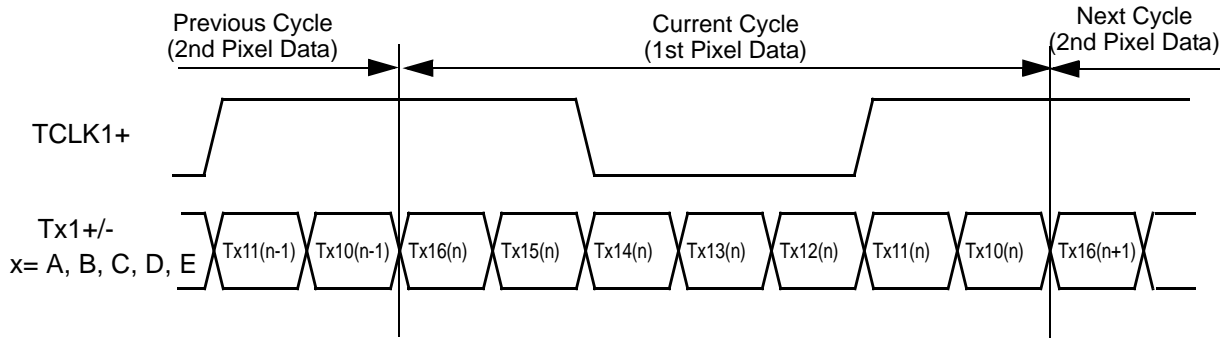 Previous Cycle
(2nd Pixel Data)
Current Cycle
(1st Pixel Data)
Next Cycle
(2nd Pixel Data)
TCLK1+
Tx1+/-
x= A, B, C, D, E
Tx11(n-1) Tx10(n-1) Tx16(n) Tx15(n) Tx14(n) Tx13(n) Tx12(n) Tx11(n) Tx10(n) Tx16(n+1)